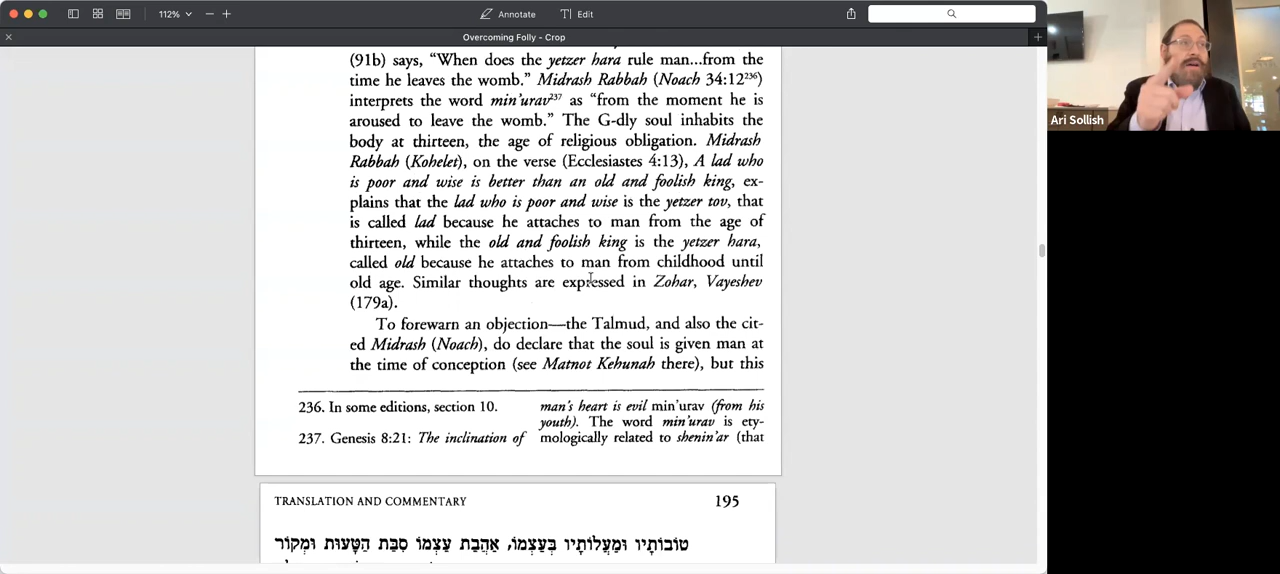 112%
Annotate
Edit
Overcoming Folly - Crop
(91b) says, “When does the yetzer hara rule man...from the
time he leaves the womb.” Midrash Rabbah (Noach 34:12236)
interprets the word min’urav237 as “from the moment he is
aroused to leave the womb.” The G-dly soul inhabits the
body at thirteen, the age of religious obligation. Midrash
Rabbah (Kohelet), on the verse (Ecclesiastes 4:13), A lad who
is poor and wise is better than an old and foolish king, ex-
plains that the lad who is poor and wise is the yetzer tov, that
is called lad because he attaches to man from the age of
thirteen, while the old and foolish king is the yetzer hara,
called old because he attaches to man from childhood until
old age. Similar thoughts are expressed in Zohar, Vayeshev
(179a).
To forewarn an objection—the Talmud, and also the cit-
ed Midrash (Noach), do declare that the soul is given man at
the time of conception (see Matnot Kehunah there), but this
236. In some editions, section 10.
237. Genesis 8:21: The inclination of
man’s heart is evil min’urav (from his
youth). The word min’urav is ety-
mologically related to shenin’ar (that
TRANSLATION AND COMMENTARY
195
טוֹבוֹתָיו וּמַעֲלוֹתָיו בְּעַצְמוֹ, אַהֲבַת עַצְמוֹ סִבַּת הַטָּעוּת וּמְקוֹר
Ari Sollish